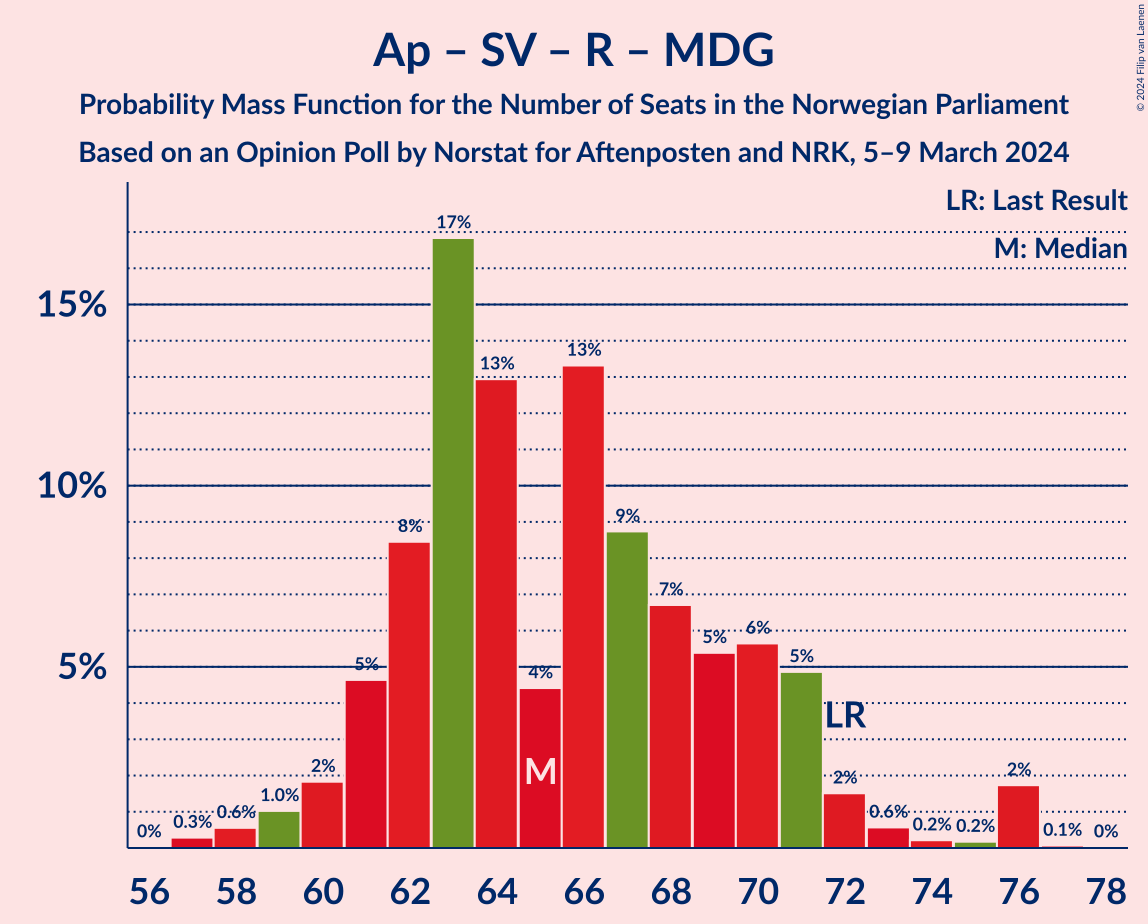 Ap – SV – R – MDG
Probability Mass Function for the Number of Seats in the Norwegian Parliament
Based on an Opinion Poll by Norstat for Aftenposten and NRK, 5–9 March 2024
© 2024 Filip van Laenen
LR: Last Result
M: Median
15%
10%
5%
0%
0.3%
0.6%
1.0%
2%
5%
8%
17%
13%
4%
13%
9%
7%
5%
6%
5%
2%
0.6%
0.2%
0.2%
2%
0.1%
0%
M
LR
56 58 60 62 64 66 68 70 72 74 76 78